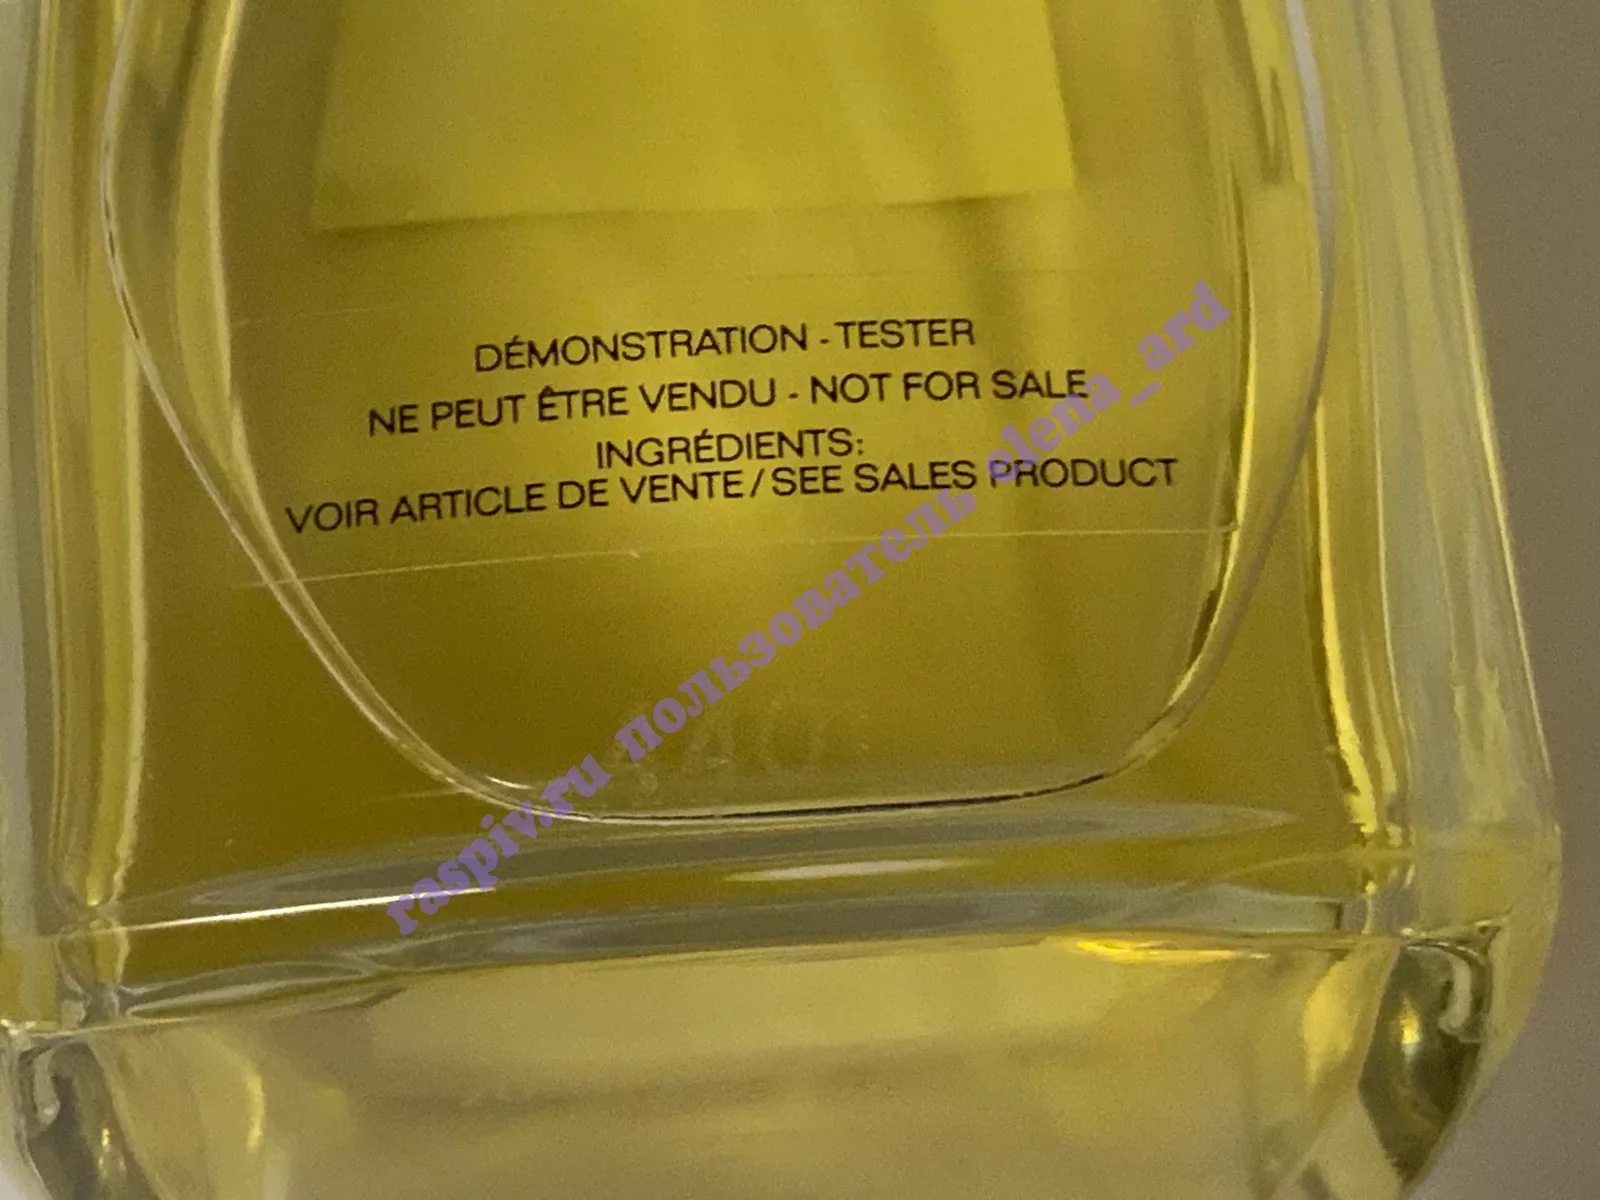 DÉMONSTRATION - TESTER
NE PEUT ÊTRE VENDU - NOT FOR SALE
INGRÉDIENTS:
VOIR ARTICLE DE VENTE / SEE SALES PRODUCT
raspiv.ru пользователь elena_ard